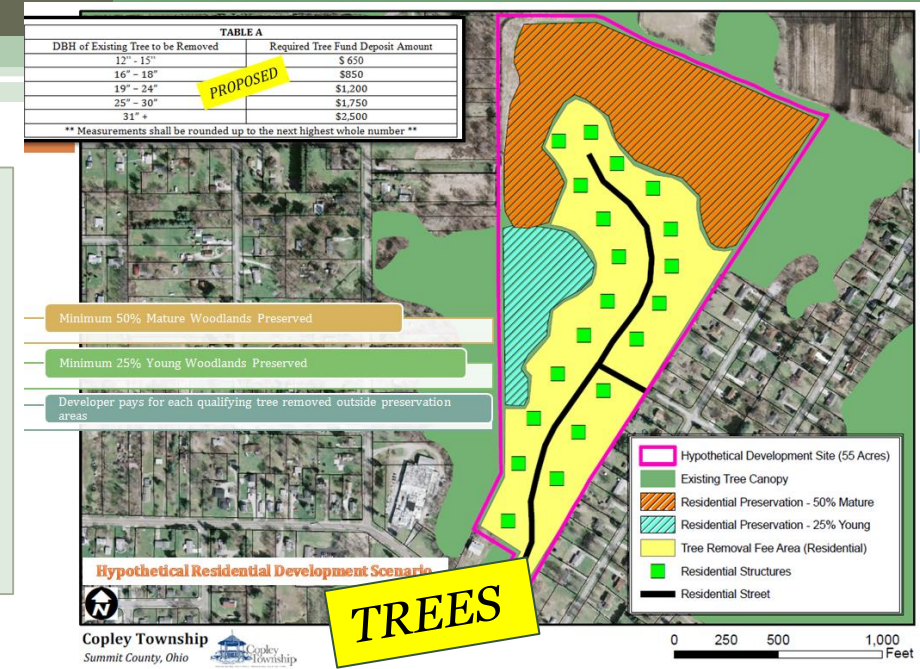 TABLE A
DBH of Existing Tree to be Removed Required Tree Fund Deposit Amount
12" - 15" $ 650
16" – 18" $850
19" – 24" $1,200
25" – 30" $1,750
31" + $2,500
** Measurements shall be rounded up to the next highest whole number **
PROPOSED
Minimum 50% Mature Woodlands Preserved
Minimum 25% Young Woodlands Preserved
Developer pays for each qualifying tree removed outside preservation
areas
Hypothetical Development Site (55 Acres)
Existing Tree Canopy
Residential Preservation - 50% Mature
Residential Preservation - 25% Young
Tree Removal Fee Area (Residential)
Residential Structures
Residential Street
Hypothetical Residential Development Scenario
N
TREES
Copley Township
Summit County, Ohio
Copley
Township
0 250 500 1,000
Feet